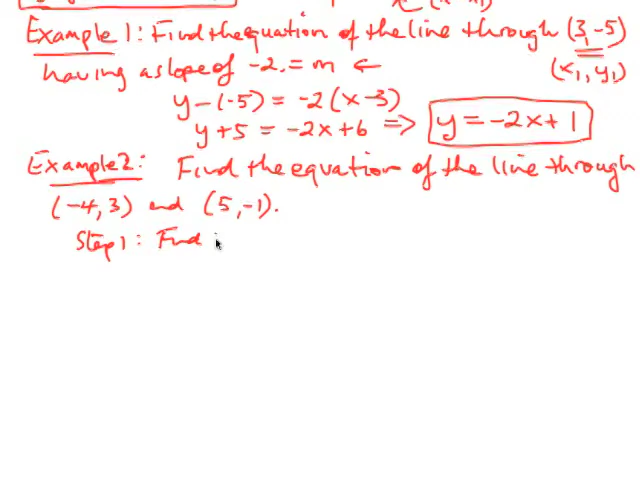 Example 1: Find the equation of the line through (3,-5)
having a slope of -2. = m ← (x₁, y₁)
y-(-5) = -2(x-3)
y+5 = -2x+6 ⇒ y = -2x+1
Example 2: Find the equation of the line through
(-4,3) and (5,-1).
Step 1: Find